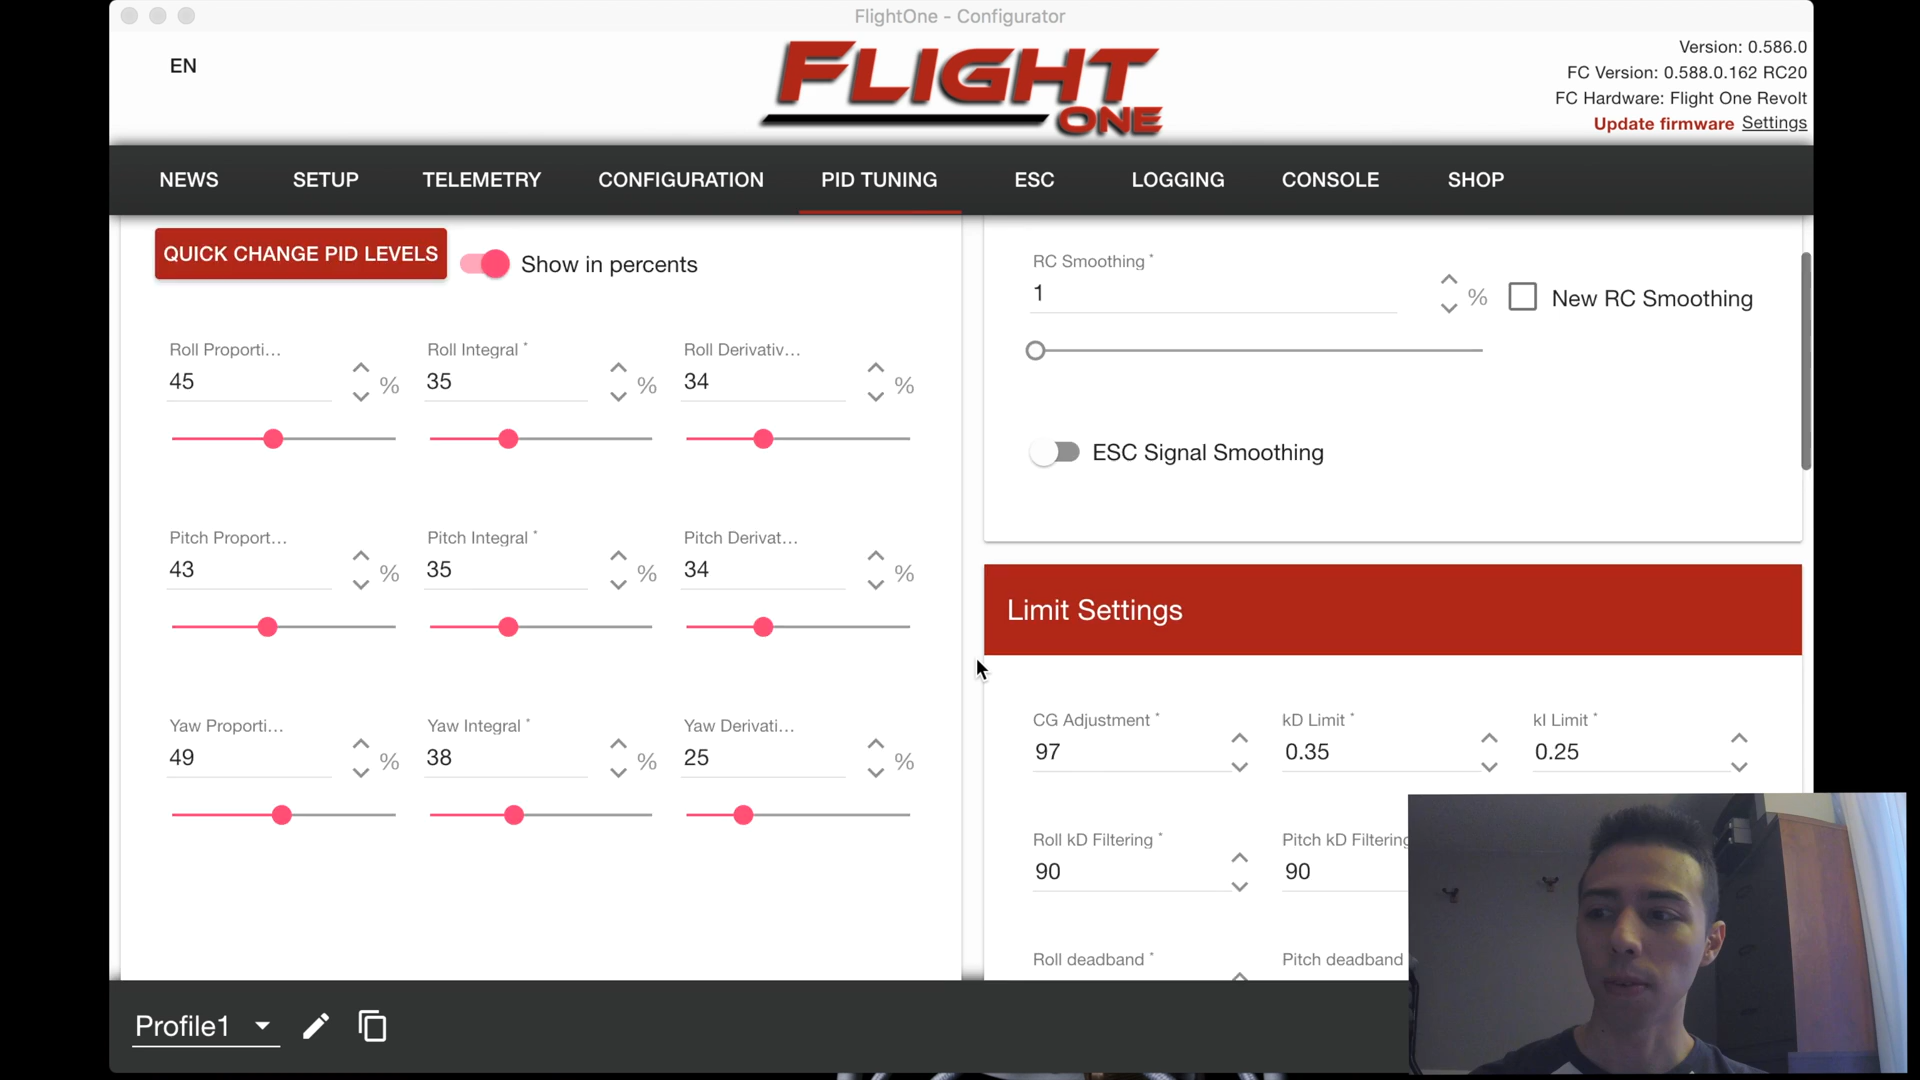 FlightOne - Configurator
EN
FLIGHT
ONE
Version: 0.586.0
FC Version: 0.588.0.162 RC20
FC Hardware: Flight One Revolt
Update firmware Settings
NEWS SETUP TELEMETRY CONFIGURATION PID TUNING ESC LOGGING CONSOLE SHOP
QUICK CHANGE PID LEVELS Show in percents
Roll Proporti... Roll Integral * Roll Derivativ...
45 % 35 % 34 %
Pitch Proport... Pitch Integral * Pitch Derivat...
43 % 35 % 34 %
Yaw Proporti... Yaw Integral * Yaw Derivati...
49 % 38 % 25 %
RC Smoothing *
1 % New RC Smoothing
ESC Signal Smoothing
Limit Settings
CG Adjustment * kD Limit * kI Limit *
97 0.35 0.25
Roll kD Filtering * Pitch kD Filtering
90 90
Roll deadband * Pitch deadband
Profile1